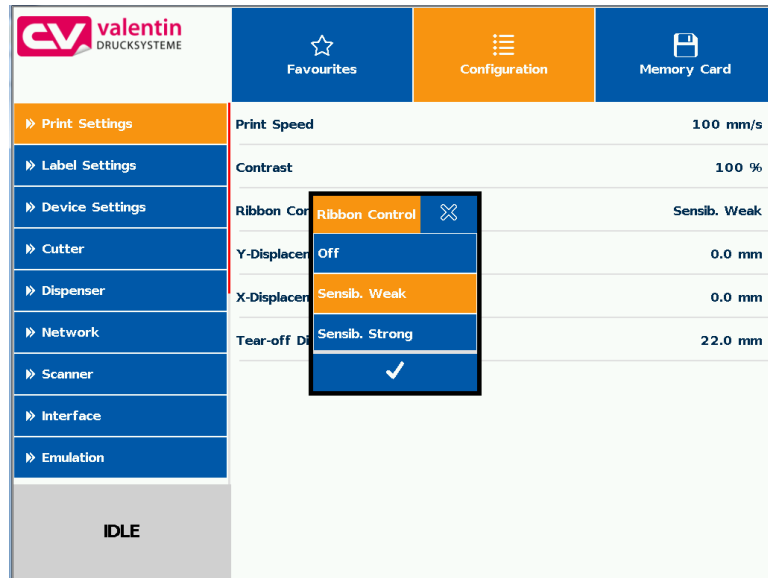 valentin
DRUCKSYSTEME
Favourites
Configuration
Memory Card
Print Settings
Label Settings
Device Settings
Cutter
Dispenser
Network
Scanner
Interface
Emulation
IDLE
Print Speed 100 mm/s
Contrast 100 %
Ribbon Cor Sensib. Weak
Y-Displacen 0.0 mm
X-Displacen 0.0 mm
Tear-off Di 22.0 mm
Ribbon Control
Off
Sensib. Weak
Sensib. Strong